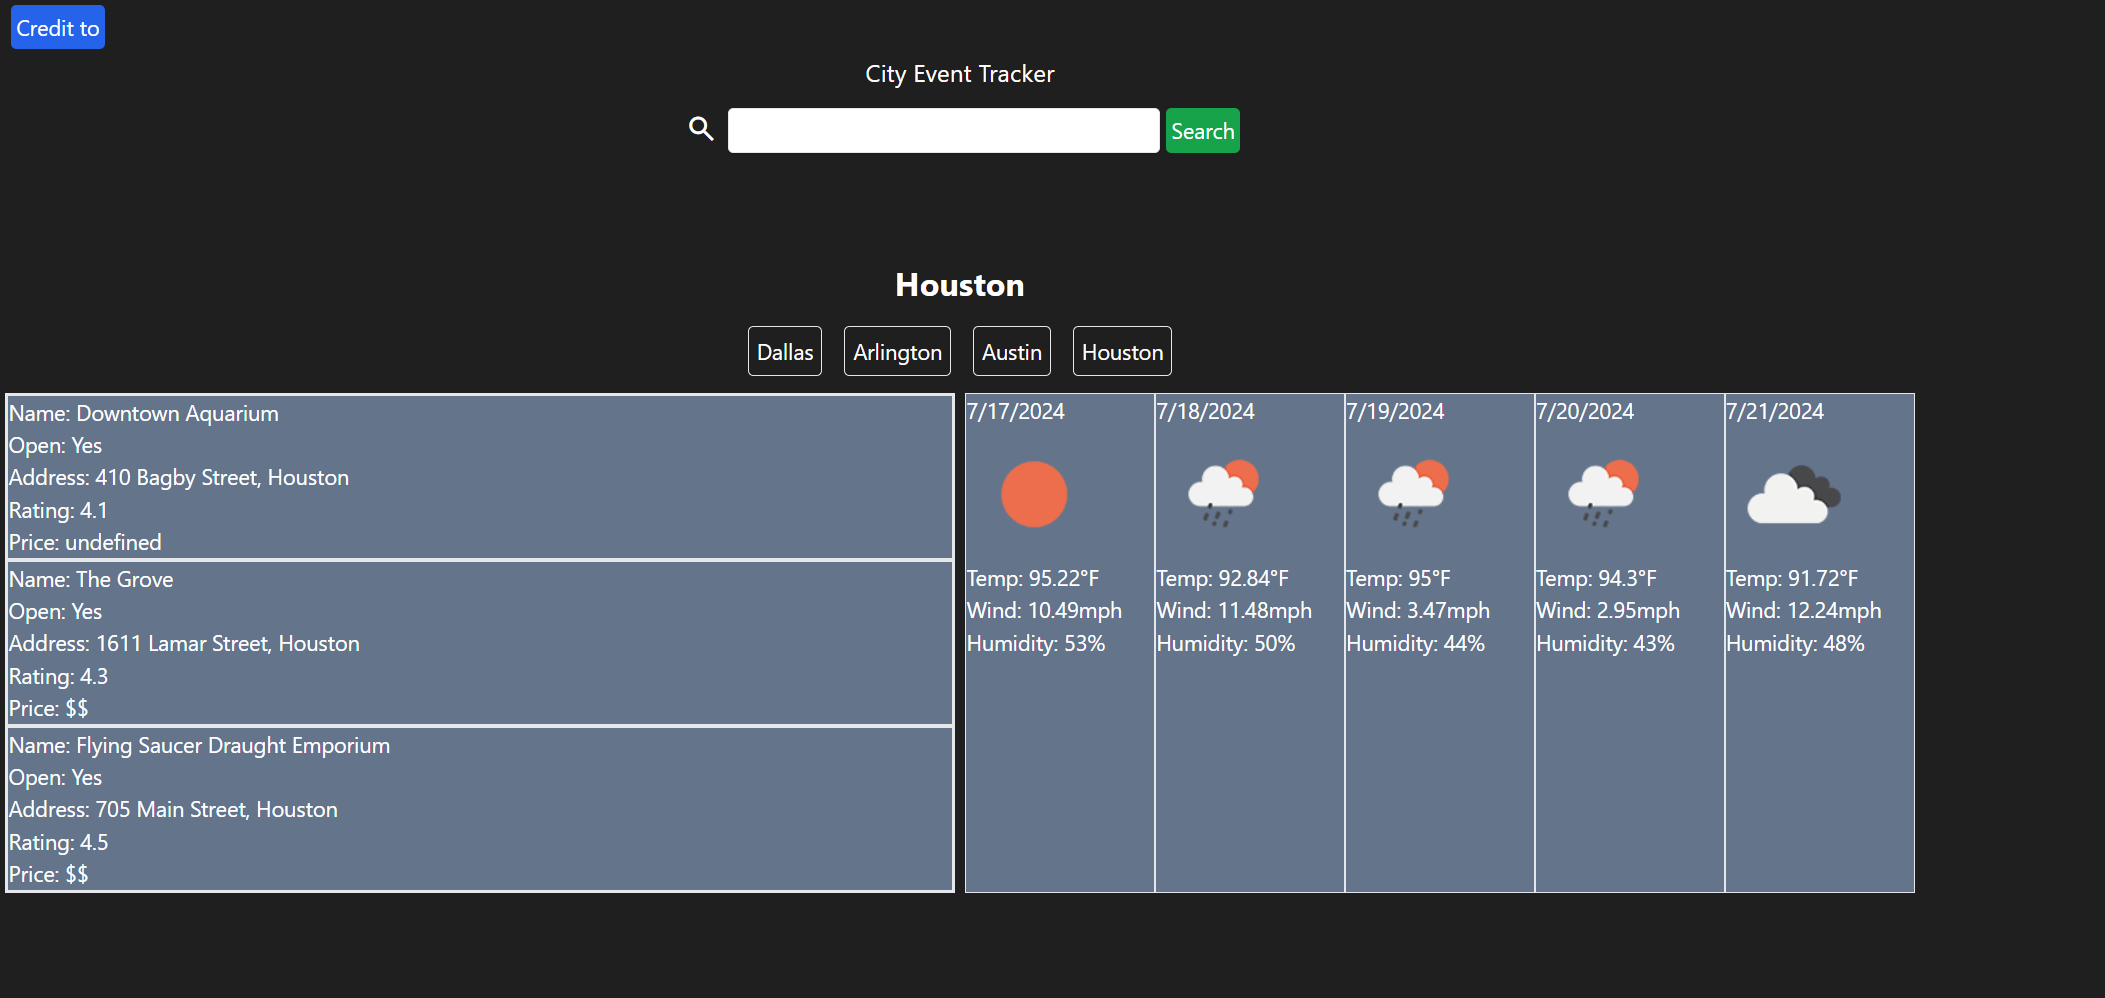 Credit to
City Event Tracker
Search
Houston
Dallas
Arlington
Austin
Houston
Name: Downtown Aquarium
Open: Yes
Address: 410 Bagby Street, Houston
Rating: 4.1
Price: undefined
Name: The Grove
Open: Yes
Address: 1611 Lamar Street, Houston
Rating: 4.3
Price: $$
Name: Flying Saucer Draught Emporium
Open: Yes
Address: 705 Main Street, Houston
Rating: 4.5
Price: $$
7/17/2024
Temp: 95.22°F
Wind: 10.49mph
Humidity: 53%
7/18/2024
Temp: 92.84°F
Wind: 11.48mph
Humidity: 50%
7/19/2024
Temp: 95°F
Wind: 3.47mph
Humidity: 44%
7/20/2024
Temp: 94.3°F
Wind: 2.95mph
Humidity: 43%
7/21/2024
Temp: 91.72°F
Wind: 12.24mph
Humidity: 48%